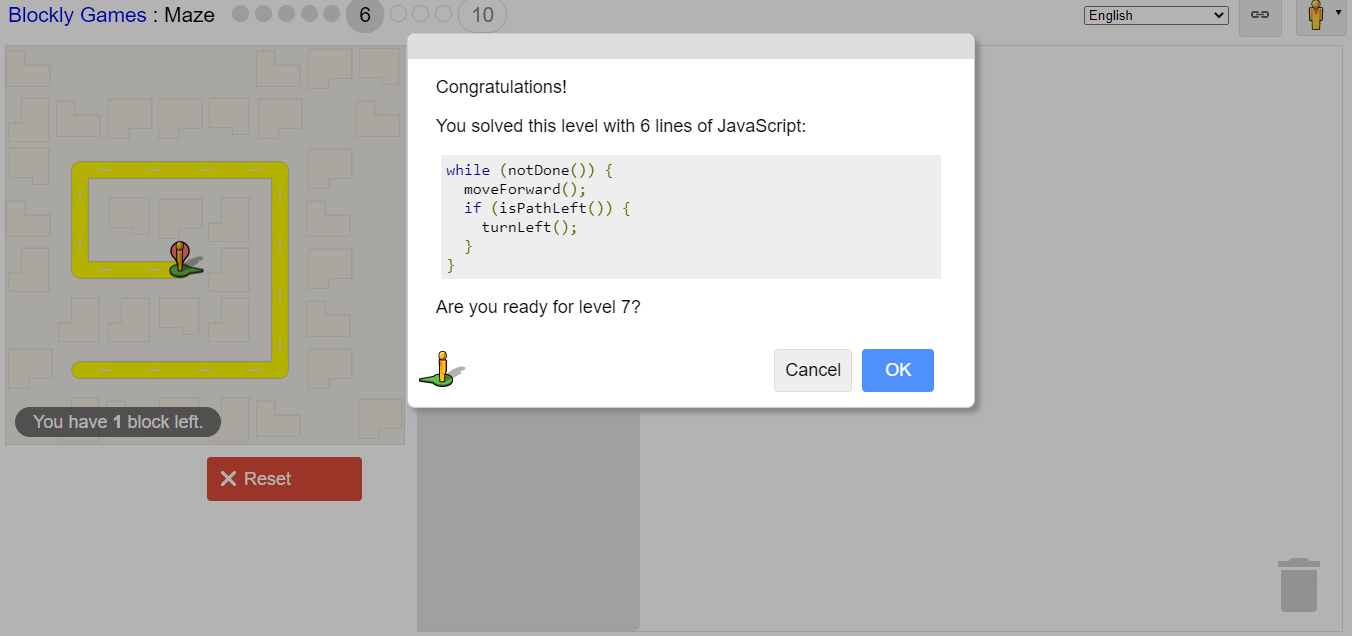 Blockly Games : Maze 6 10
English
Congratulations!
You solved this level with 6 lines of JavaScript:
while (notDone()) {
  moveForward();
  if (isPathLeft()) {
    turnLeft();
  }
}
Are you ready for level 7?
Cancel OK
You have 1 block left.
Reset